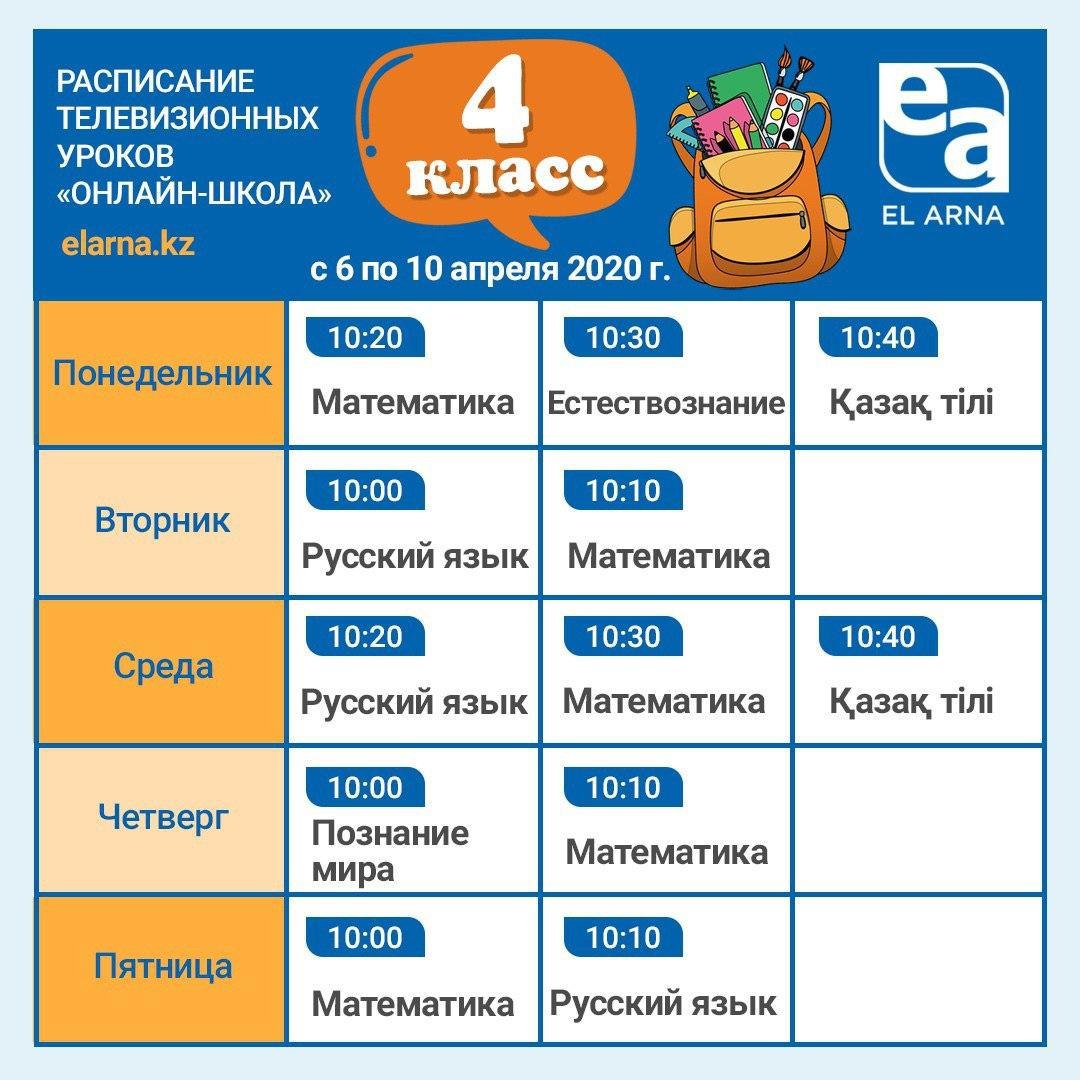 РАСПИСАНИЕ
ТЕЛЕВИЗИОННЫХ
УРОКОВ
«ОНЛАЙН-ШКОЛА»
elarna.kz
4
класс
с 6 по 10 апреля 2020 г.
ea
EL ARNA
Понедельник
10:20
Математика
10:30
Естествознание
10:40
Қазақ тілі
Вторник
10:00
Русский язык
10:10
Математика
Среда
10:20
Русский язык
10:30
Математика
10:40
Қазақ тілі
Четверг
10:00
Познание
мира
10:10
Математика
Пятница
10:00
Математика
10:10
Русский язык